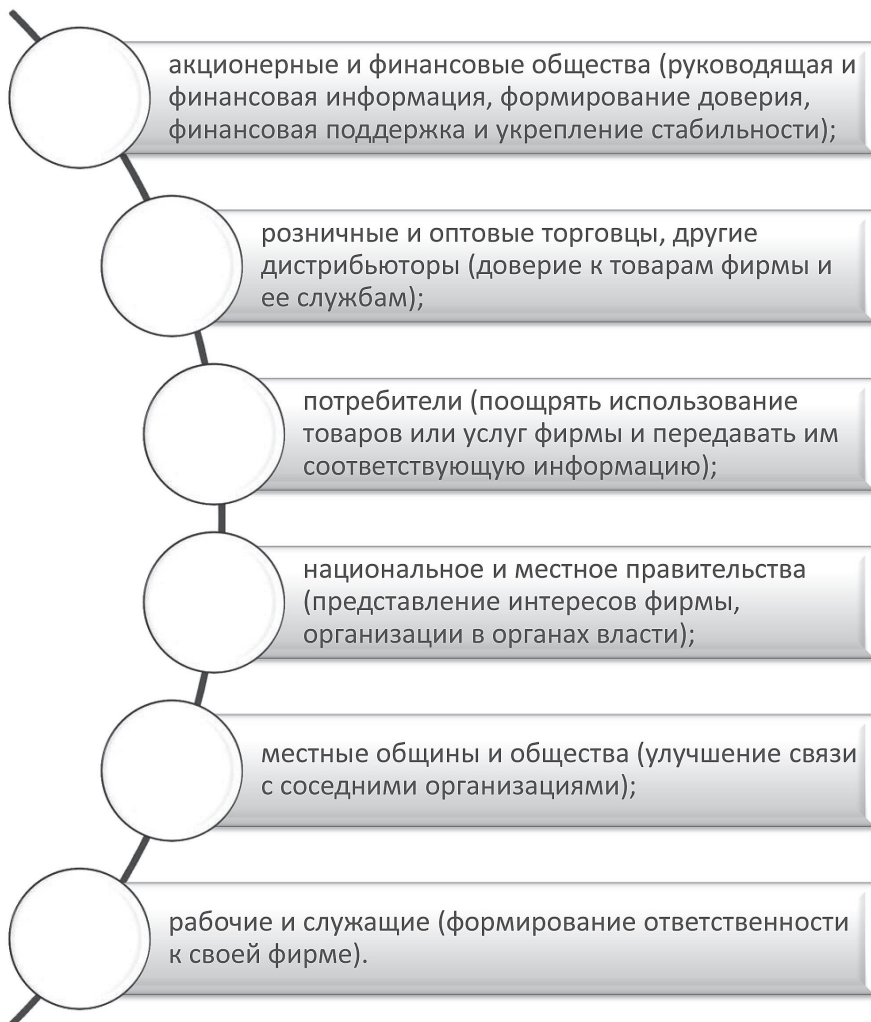 акционерные и финансовые общества (руководящая и
финансовая информация, формирование доверия,
финансовая поддержка и укрепление стабильности);
розничные и оптовые торговцы, другие
дистрибьюторы (доверие к товарам фирмы и
ее службам);
потребители (поощрять использование
товаров или услуг фирмы и передавать им
соответствующую информацию);
национальное и местное правительства
(представление интересов фирмы,
организации в органах власти);
местные общины и общества (улучшение связи
с соседними организациями);
рабочие и служащие (формирование ответственности
к своей фирме).